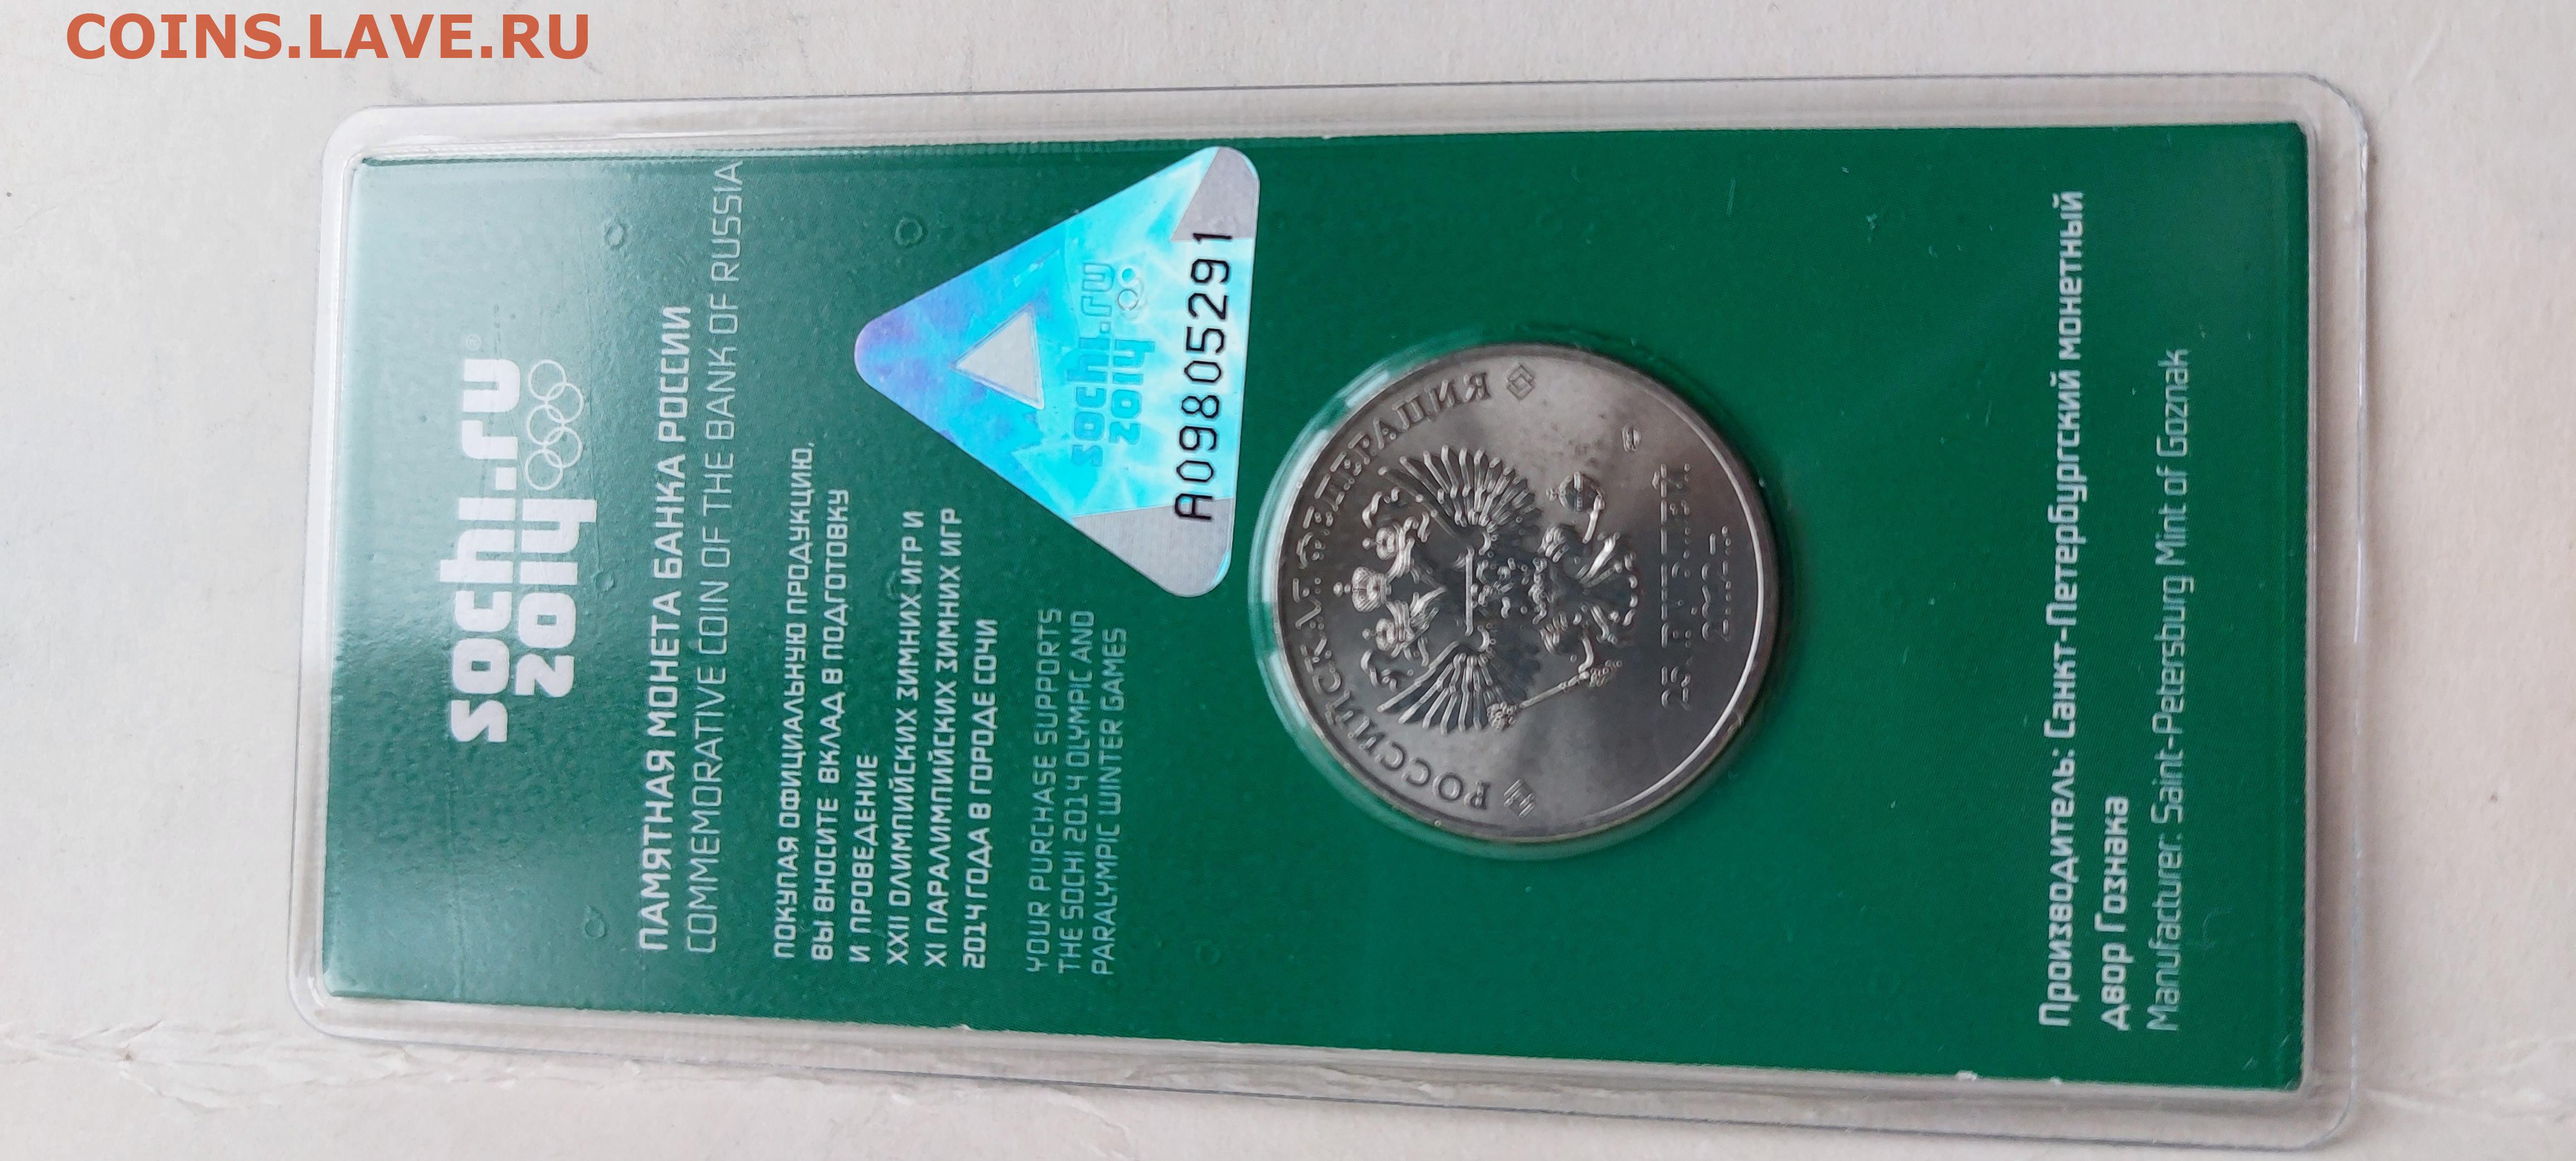 COINS.LAVE.RU
sochi.ru
2014
®
ПАМЯТНАЯ МОНЕТА БАНКА РОССИИ
COMMEMORATIVE COIN OF THE BANK OF RUSSIA
ПОКУПАЯ ОФИЦИАЛЬНУЮ ПРОДУКЦИЮ,
ВЫ ВНОСИТЕ ВКЛАД В ПОДГОТОВКУ
И ПРОВЕДЕНИЕ
XXII ОЛИМПИЙСКИХ ЗИМНИХ ИГР И
XI ПАРАЛИМПИЙСКИХ ЗИМНИХ ИГР
2014 ГОДА В ГОРОДЕ СОЧИ
YOUR PURCHASE SUPPORTS
THE SOCHI 2014 OLYMPIC AND
PARALYMPIC WINTER GAMES
sochi.ru
2014
A09805291
РОССИЙСКАЯ ФЕДЕРАЦИЯ
25 РУБЛЕЙ
Производитель: Санкт-Петербургский монетный
двор Гознака
Manufacturer: Saint-Petersburg Mint of Goznak